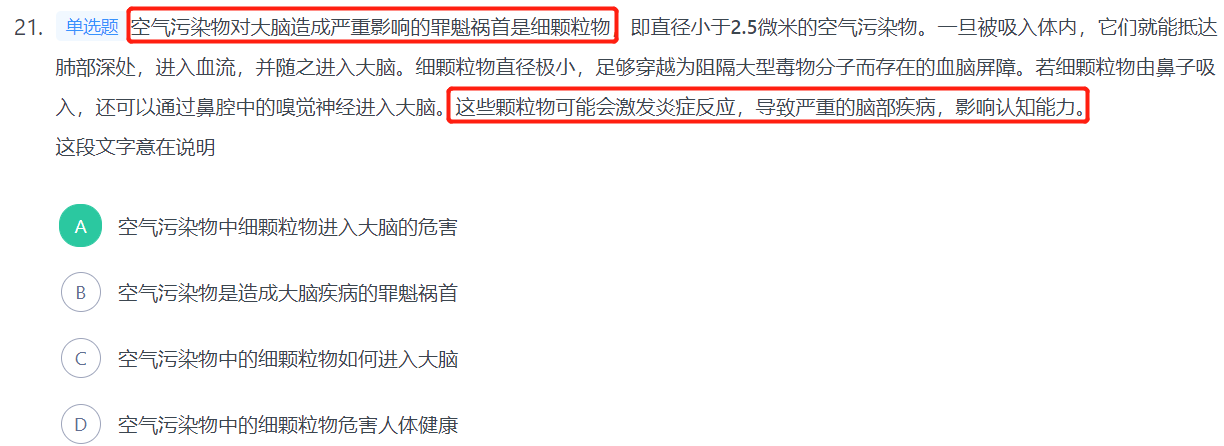 21. 单选题 空气污染物对大脑造成严重影响的罪魁祸首是细颗粒物，即直径小于2.5微米的空气污染物。一旦被吸入体内，它们就能抵达
肺部深处，进入血流，并随之进入大脑。细颗粒物直径极小，足够穿越为阻隔大型毒物分子而存在的血脑屏障。若细颗粒物由鼻子吸
入，还可以通过鼻腔中的嗅觉神经进入大脑。这些颗粒物可能会激发炎症反应，导致严重的脑部疾病，影响认知能力。
这段文字意在说明
A 空气污染物中细颗粒物进入大脑的危害
B 空气污染物是造成大脑疾病的罪魁祸首
C 空气污染物中的细颗粒物如何进入大脑
D 空气污染物中的细颗粒物危害人体健康